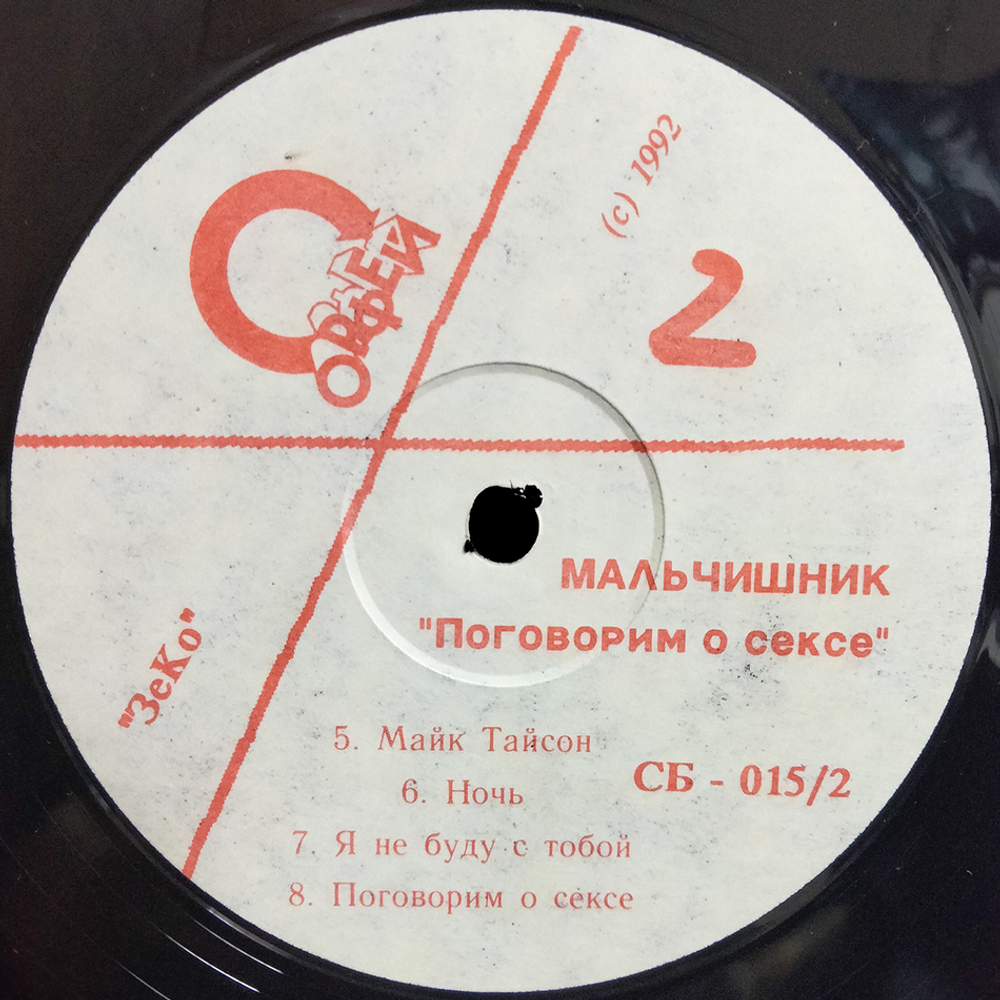 ОРФЕЙ
(с) 1992
2
МАЛЬЧИШНИК
"Поговорим о сексе"
"ЗеКо"
5. Майк Тайсон
СБ - 015/2
6. Ночь
7. Я не буду с тобой
8. Поговорим о сексе